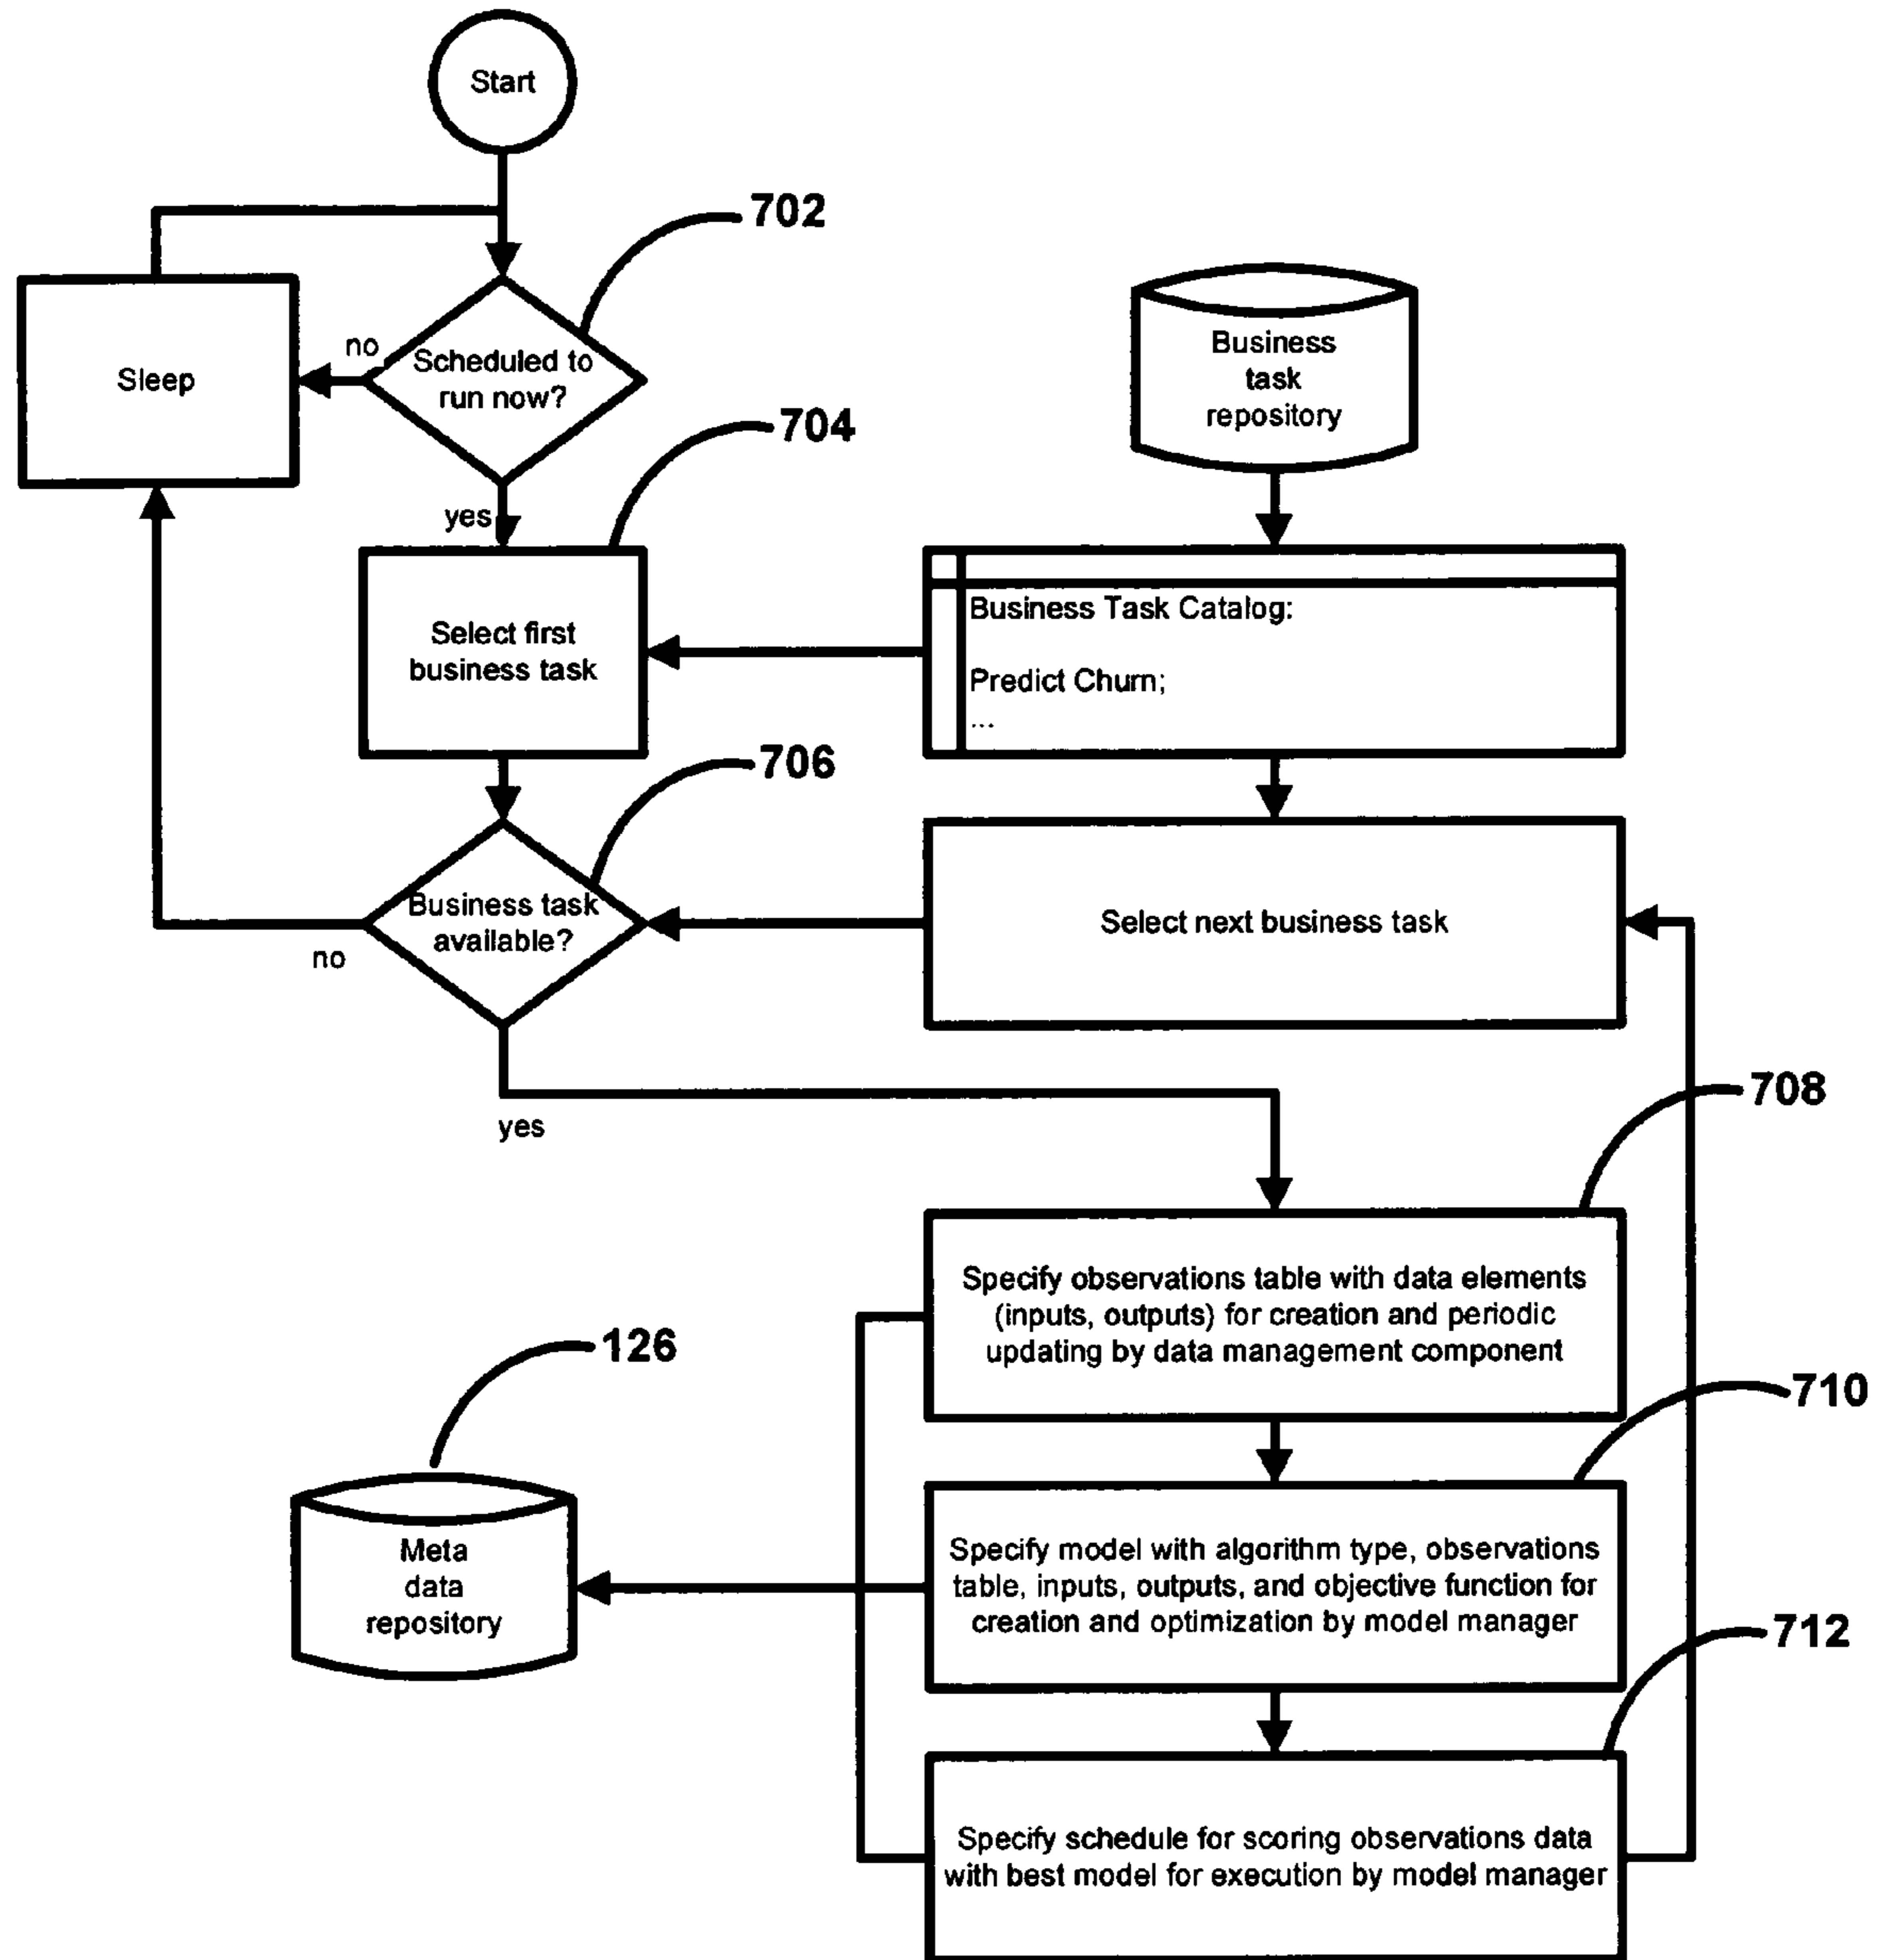 Start
702
Scheduled to
run now?
no
Sleep
yes
Business
task
repository
704
Select first
business task
Business Task Catalog:
Predict Churn;
...
706
Business task
available?
no
Select next business task
yes
708
Specify observations table with data elements
(inputs, outputs) for creation and periodic
updating by data management component
126
Meta
data
repository
710
Specify model with algorithm type, observations
table, inputs, outputs, and objective function for
creation and optimization by model manager
712
Specify schedule for scoring observations data
with best model for execution by model manager